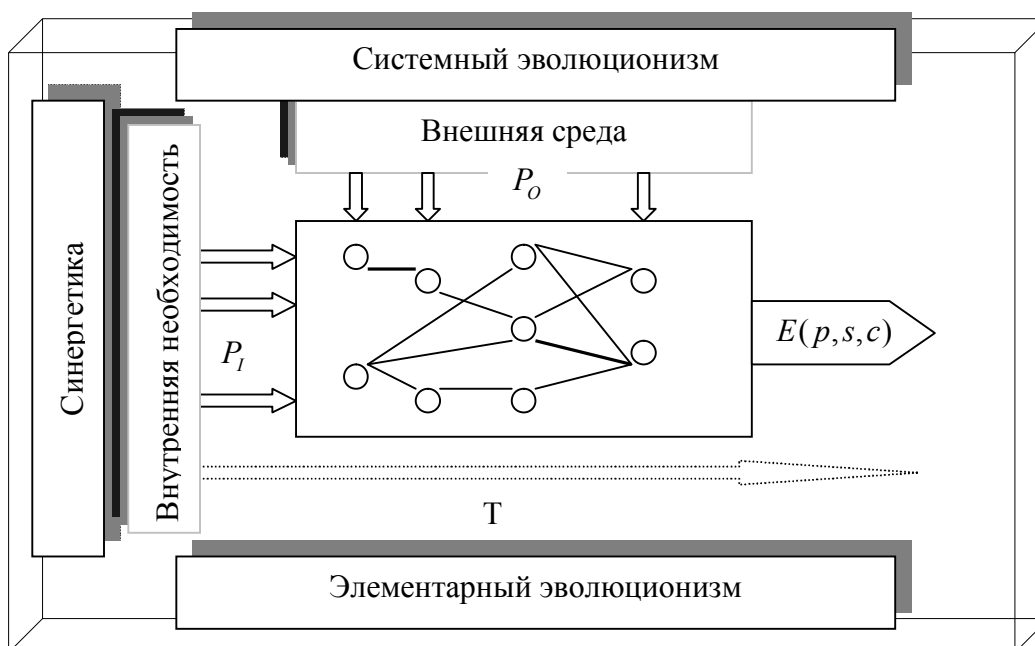 Системный эволюционизм
Внешняя среда
P_O
Синергетика
Внутренняя необходимость
P_I
E(p,s,c)
T
Элементарный эволюционизм